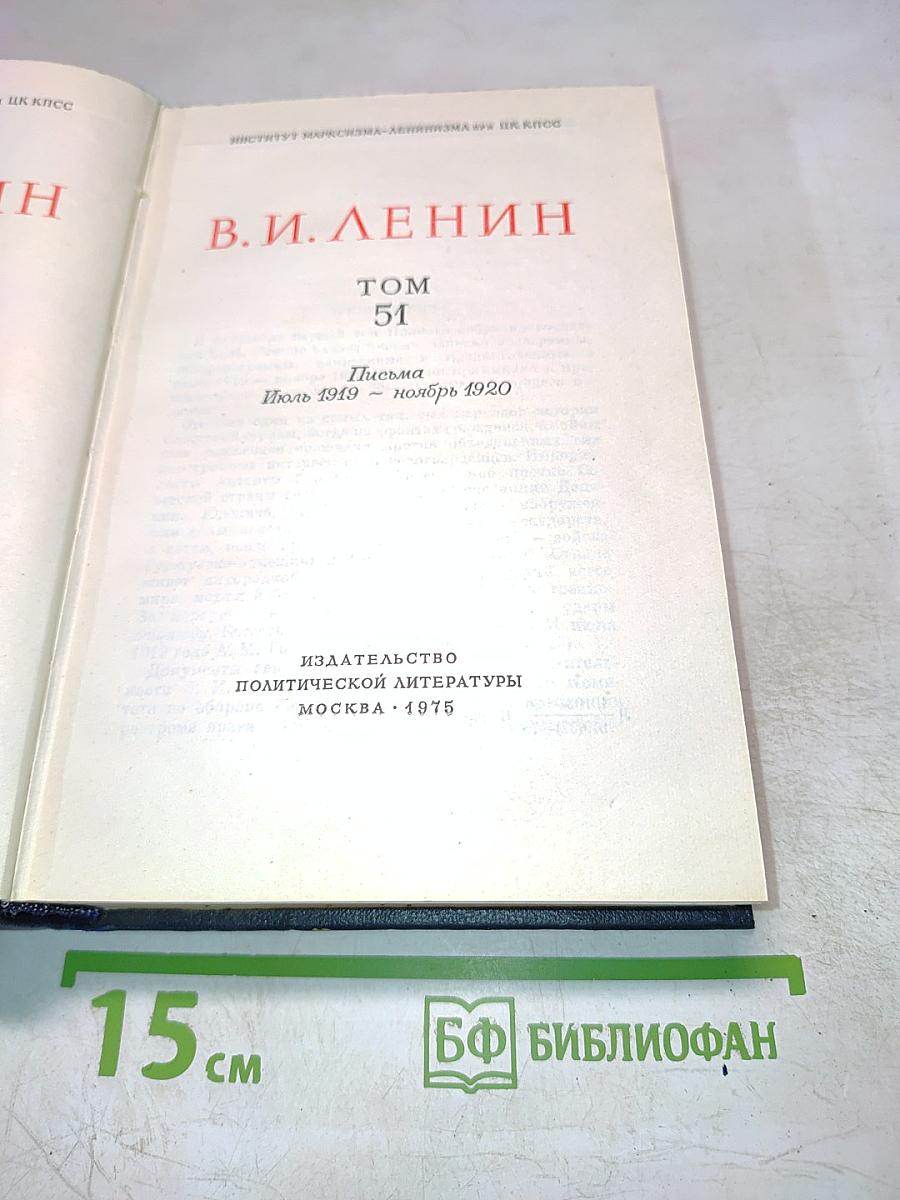 ЦК КПСС
ИН
ИНСТИТУТ МАРКСИЗМА-ЛЕНИНИЗМА при ЦК КПСС
В. И. ЛЕНИН
ТОМ
51
Письма
Июль 1919 ~ ноябрь 1920
ИЗДАТЕЛЬСТВО
ПОЛИТИЧЕСКОЙ ЛИТЕРАТУРЫ
МОСКВА · 1975
15 см
БФ БИБЛИОФАН